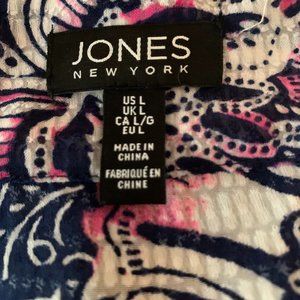 JONES
NEW YORK
US L
UK L
CA L/G
EU L
MADE IN
CHINA
FABRIQUÉ EN
CHINE